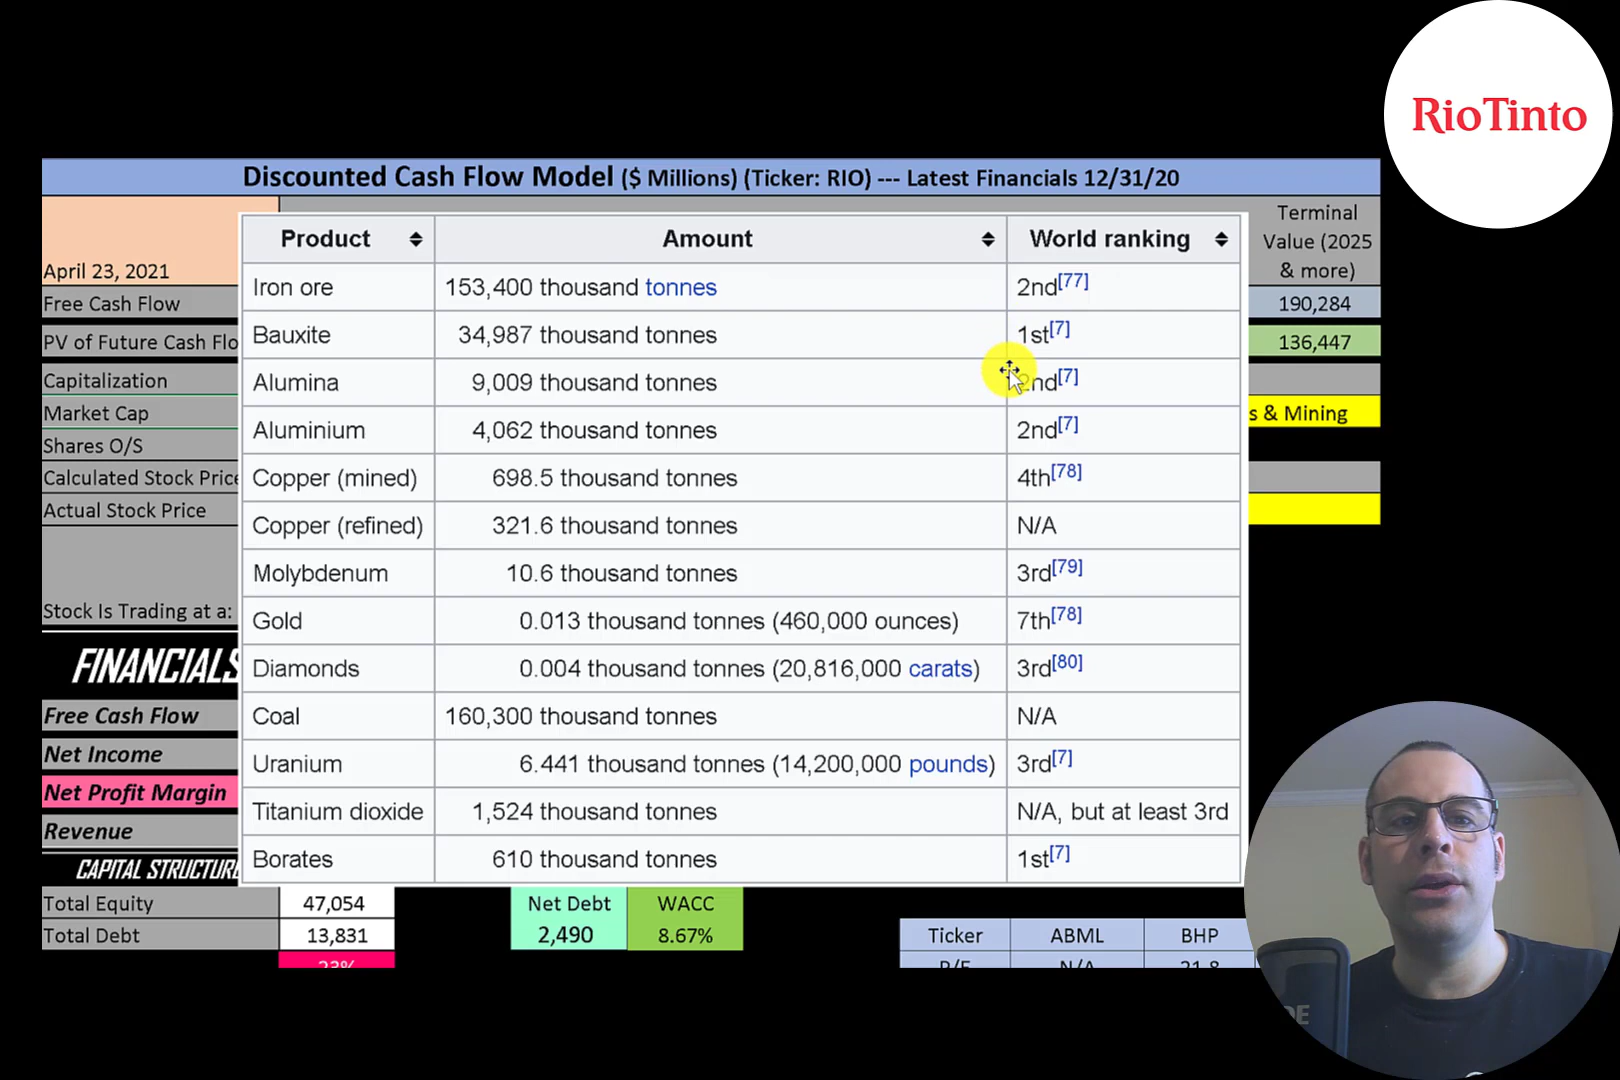 RioTinto
Discounted Cash Flow Model ($ Millions) (Ticker: RIO) --- Latest Financials 12/31/20
Terminal
Value (2025
& more)
April 23, 2021
Free Cash Flow 190,284
PV of Future Cash Flo 136,447
Capitalization
Market Cap s & Mining
Shares O/S
Calculated Stock Price
Actual Stock Price
Stock Is Trading at a:
Product Amount World ranking
Iron ore 153,400 thousand tonnes 2nd[77]
Bauxite 34,987 thousand tonnes 1st[7]
Alumina 9,009 thousand tonnes 2nd[7]
Aluminium 4,062 thousand tonnes 2nd[7]
Copper (mined) 698.5 thousand tonnes 4th[78]
Copper (refined) 321.6 thousand tonnes N/A
Molybdenum 10.6 thousand tonnes 3rd[79]
Gold 0.013 thousand tonnes (460,000 ounces) 7th[78]
Diamonds 0.004 thousand tonnes (20,816,000 carats) 3rd[80]
Coal 160,300 thousand tonnes N/A
Uranium 6.441 thousand tonnes (14,200,000 pounds) 3rd[7]
Titanium dioxide 1,524 thousand tonnes N/A, but at least 3rd
Borates 610 thousand tonnes 1st[7]
FINANCIALS
Free Cash Flow
Net Income
Net Profit Margin
Revenue
CAPITAL STRUCTURE
Total Equity 47,054 Net Debt WACC
Total Debt 13,831 2,490 8.67% Ticker ABML BHP
23% P/E N/A 21.8